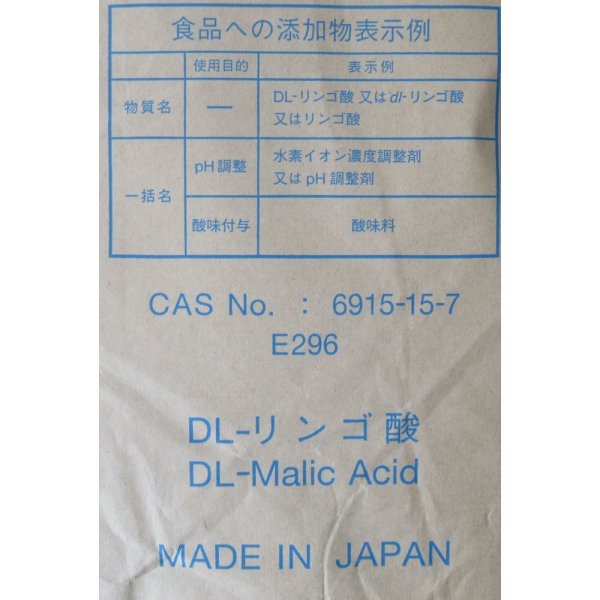 食品への添加物表示例
使用目的 表示例
物質名 — DL-リンゴ酸 又はdl-リンゴ酸
又はリンゴ酸
一括名 pH調整 水素イオン濃度調整剤
又は pH 調整剤
酸味付与 酸味料
CAS No. : 6915-15-7
E296
DL-リンゴ酸
DL-Malic Acid
MADE IN JAPAN